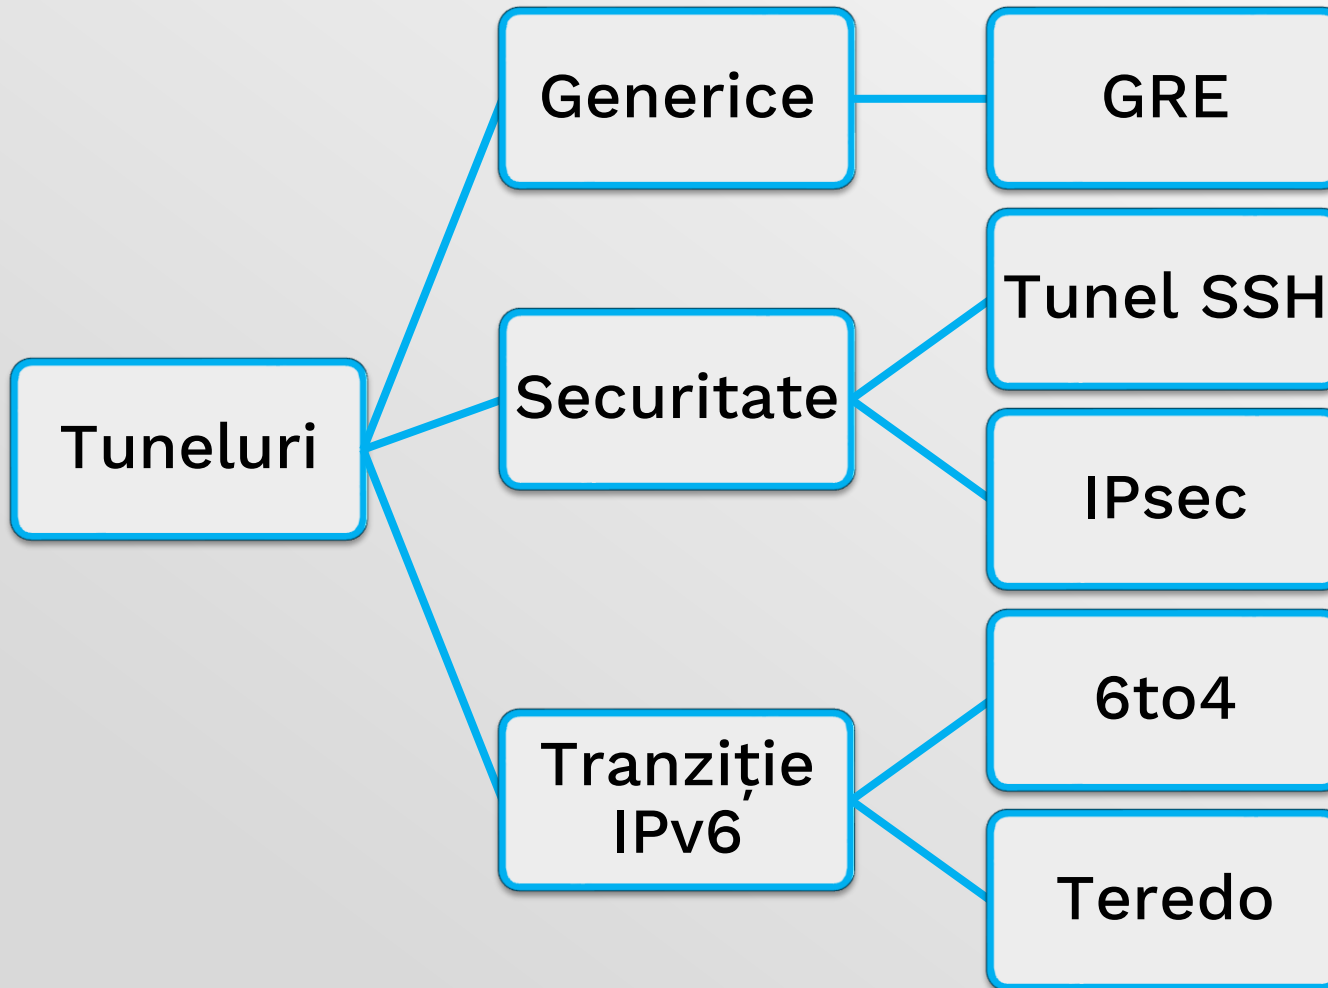 Tuneluri
Generice
GRE
Securitate
Tunel SSH
IPsec
Tranziție
IPv6
6to4
Teredo